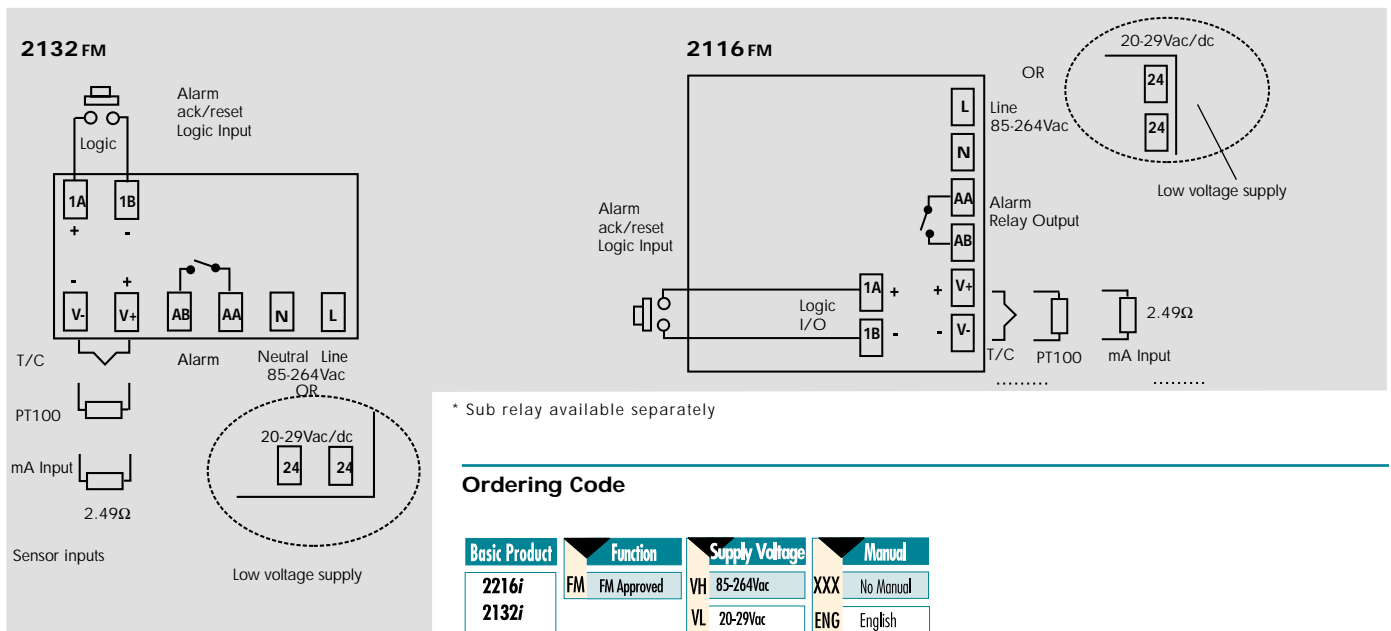 2132 FM
Alarm
ack/reset
Logic Input
Logic
1A 1B
+ -
- +
V- V+ AB AA N L
T/C
Alarm
Neutral Line
85-264Vac
OR
PT100
20-29Vac/dc
24 24
mA Input
2.49Ω
Sensor inputs
Low voltage supply
2116 FM
20-29Vac/dc
OR
24
24
Low voltage supply
L
Line
85-264Vac
N
AA
Alarm
Relay Output
AB
Alarm
ack/reset
Logic Input
1A +
Logic
I/O
1B -
+ V+
- V-
2.49Ω
T/C PT100 mA Input
* Sub relay available separately
Ordering Code
Basic Product Function Supply Voltage Manual
2216i FM FM Approved VH 85-264Vac XXX No Manual
2132i VL 20-29Vac ENG English